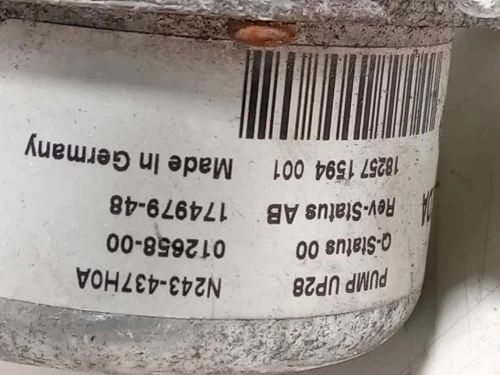 PUMP UP28 N243-437H0A
Q-Status 00 012658-00
Rev-Status AB 174979-48
18257 1594 001 Made In Germany